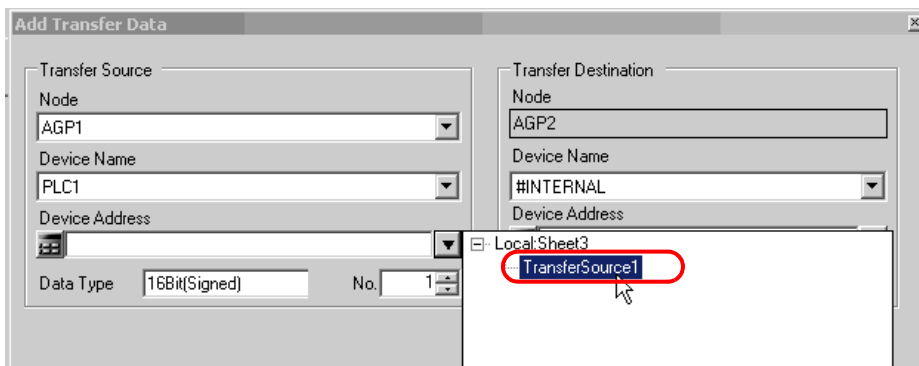 Add Transfer Data
Transfer Source
Node
AGP1
Device Name
PLC1
Device Address
Data Type 16Bit(Signed) No. 1
Transfer Destination
Node
AGP2
Device Name
#INTERNAL
Device Address
Local:Sheet3
TransferSource1